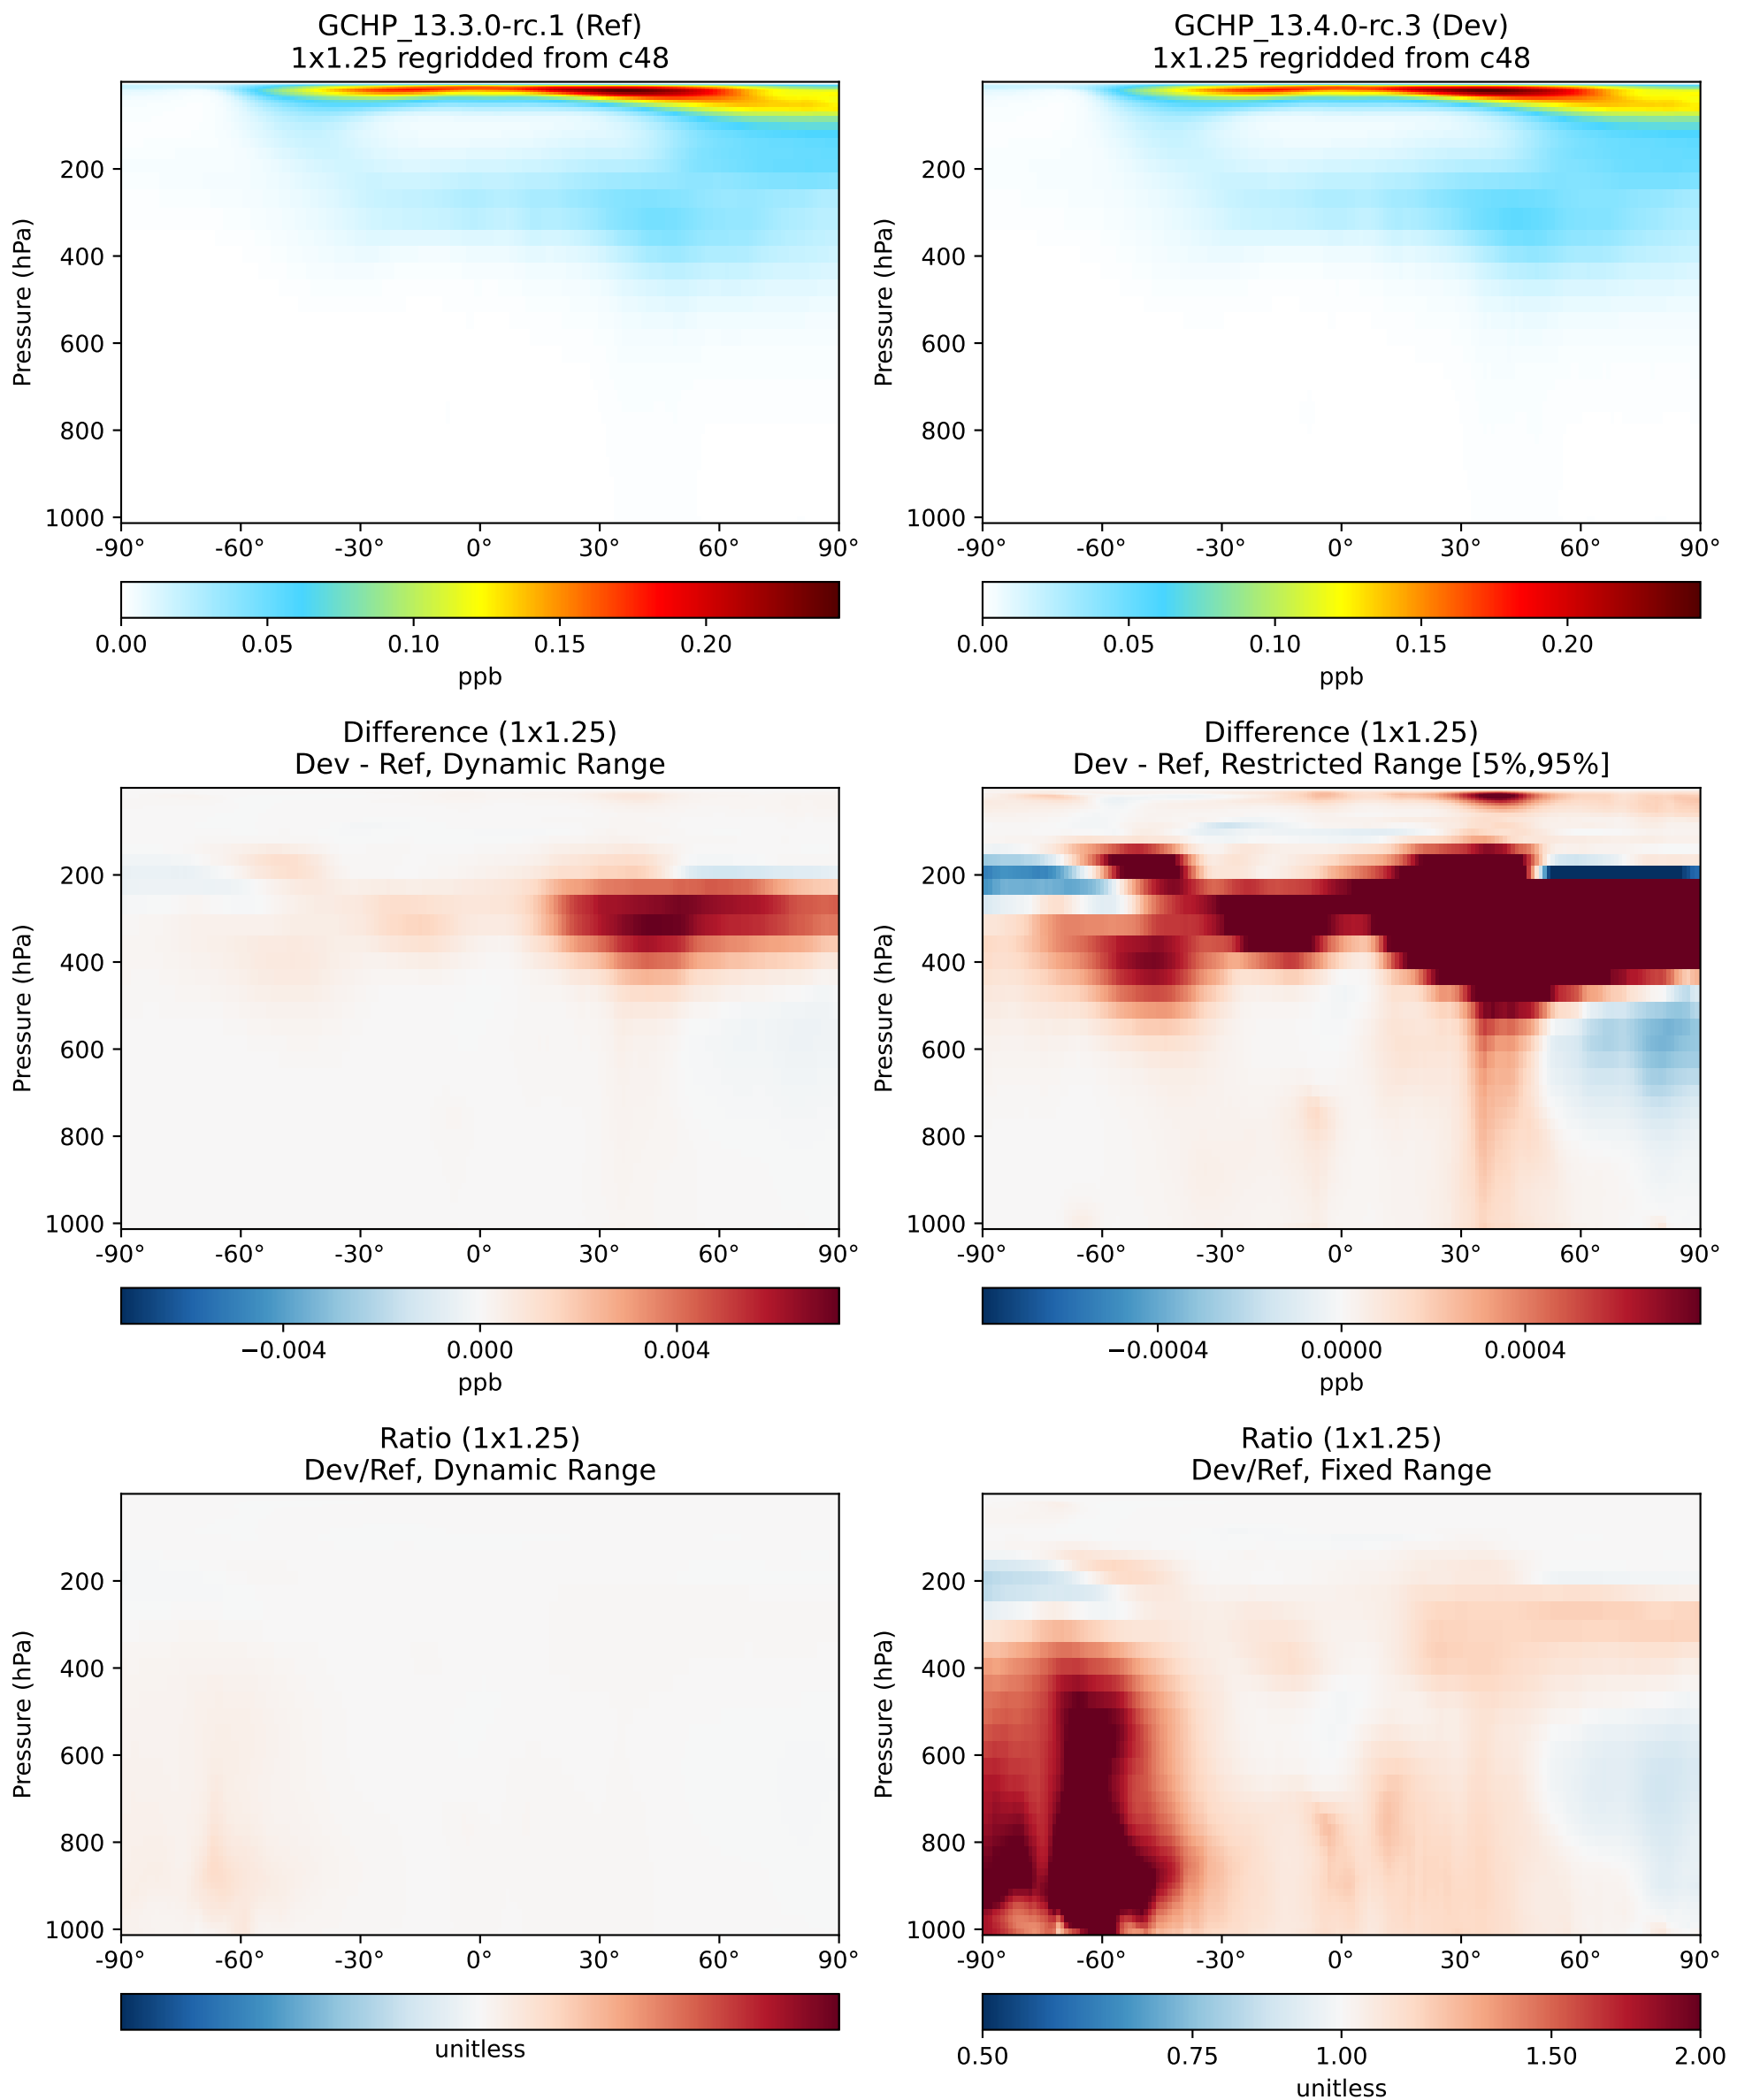 GCHP_13.3.0-rc.1 (Ref)
1x1.25 regridded from c48
Pressure (hPa)
200
400
600
800
1000
-90° -60° -30° 0° 30° 60° 90°
0.00 0.05 0.10 0.15 0.20
ppb
GCHP_13.4.0-rc.3 (Dev)
1x1.25 regridded from c48
Pressure (hPa)
200
400
600
800
1000
-90° -60° -30° 0° 30° 60° 90°
0.00 0.05 0.10 0.15 0.20
ppb
Difference (1x1.25)
Dev - Ref, Dynamic Range
Pressure (hPa)
200
400
600
800
1000
-90° -60° -30° 0° 30° 60° 90°
−0.004 0.000 0.004
ppb
Difference (1x1.25)
Dev - Ref, Restricted Range [5%,95%]
Pressure (hPa)
200
400
600
800
1000
-90° -60° -30° 0° 30° 60° 90°
−0.0004 0.0000 0.0004
ppb
Ratio (1x1.25)
Dev/Ref, Dynamic Range
Pressure (hPa)
200
400
600
800
1000
-90° -60° -30° 0° 30° 60° 90°
unitless
Ratio (1x1.25)
Dev/Ref, Fixed Range
Pressure (hPa)
200
400
600
800
1000
-90° -60° -30° 0° 30° 60° 90°
0.50 0.75 1.00 1.50 2.00
unitless